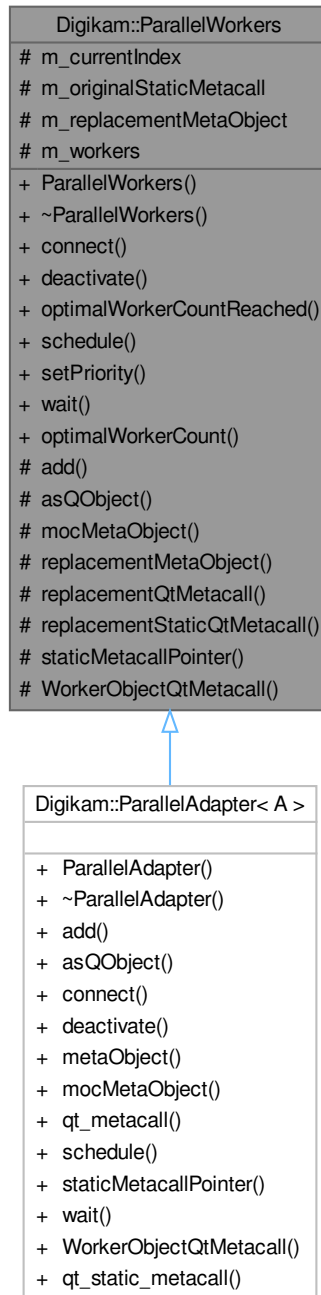 Digikam::ParallelWorkers
# m_currentIndex
# m_originalStaticMetacall
# m_replacementMetaObject
# m_workers
+ ParallelWorkers()
+ ~ParallelWorkers()
+ connect()
+ deactivate()
+ optimalWorkerCountReached()
+ schedule()
+ setPriority()
+ wait()
+ optimalWorkerCount()
# add()
# asQObject()
# mocMetaObject()
# replacementMetaObject()
# replacementQtMetacall()
# replacementStaticQtMetacall()
# staticMetacallPointer()
# WorkerObjectQtMetacall()
Digikam::ParallelAdapter< A >
+ ParallelAdapter()
+ ~ParallelAdapter()
+ add()
+ asQObject()
+ connect()
+ deactivate()
+ metaObject()
+ mocMetaObject()
+ qt_metacall()
+ schedule()
+ staticMetacallPointer()
+ wait()
+ WorkerObjectQtMetacall()
+ qt_static_metacall()